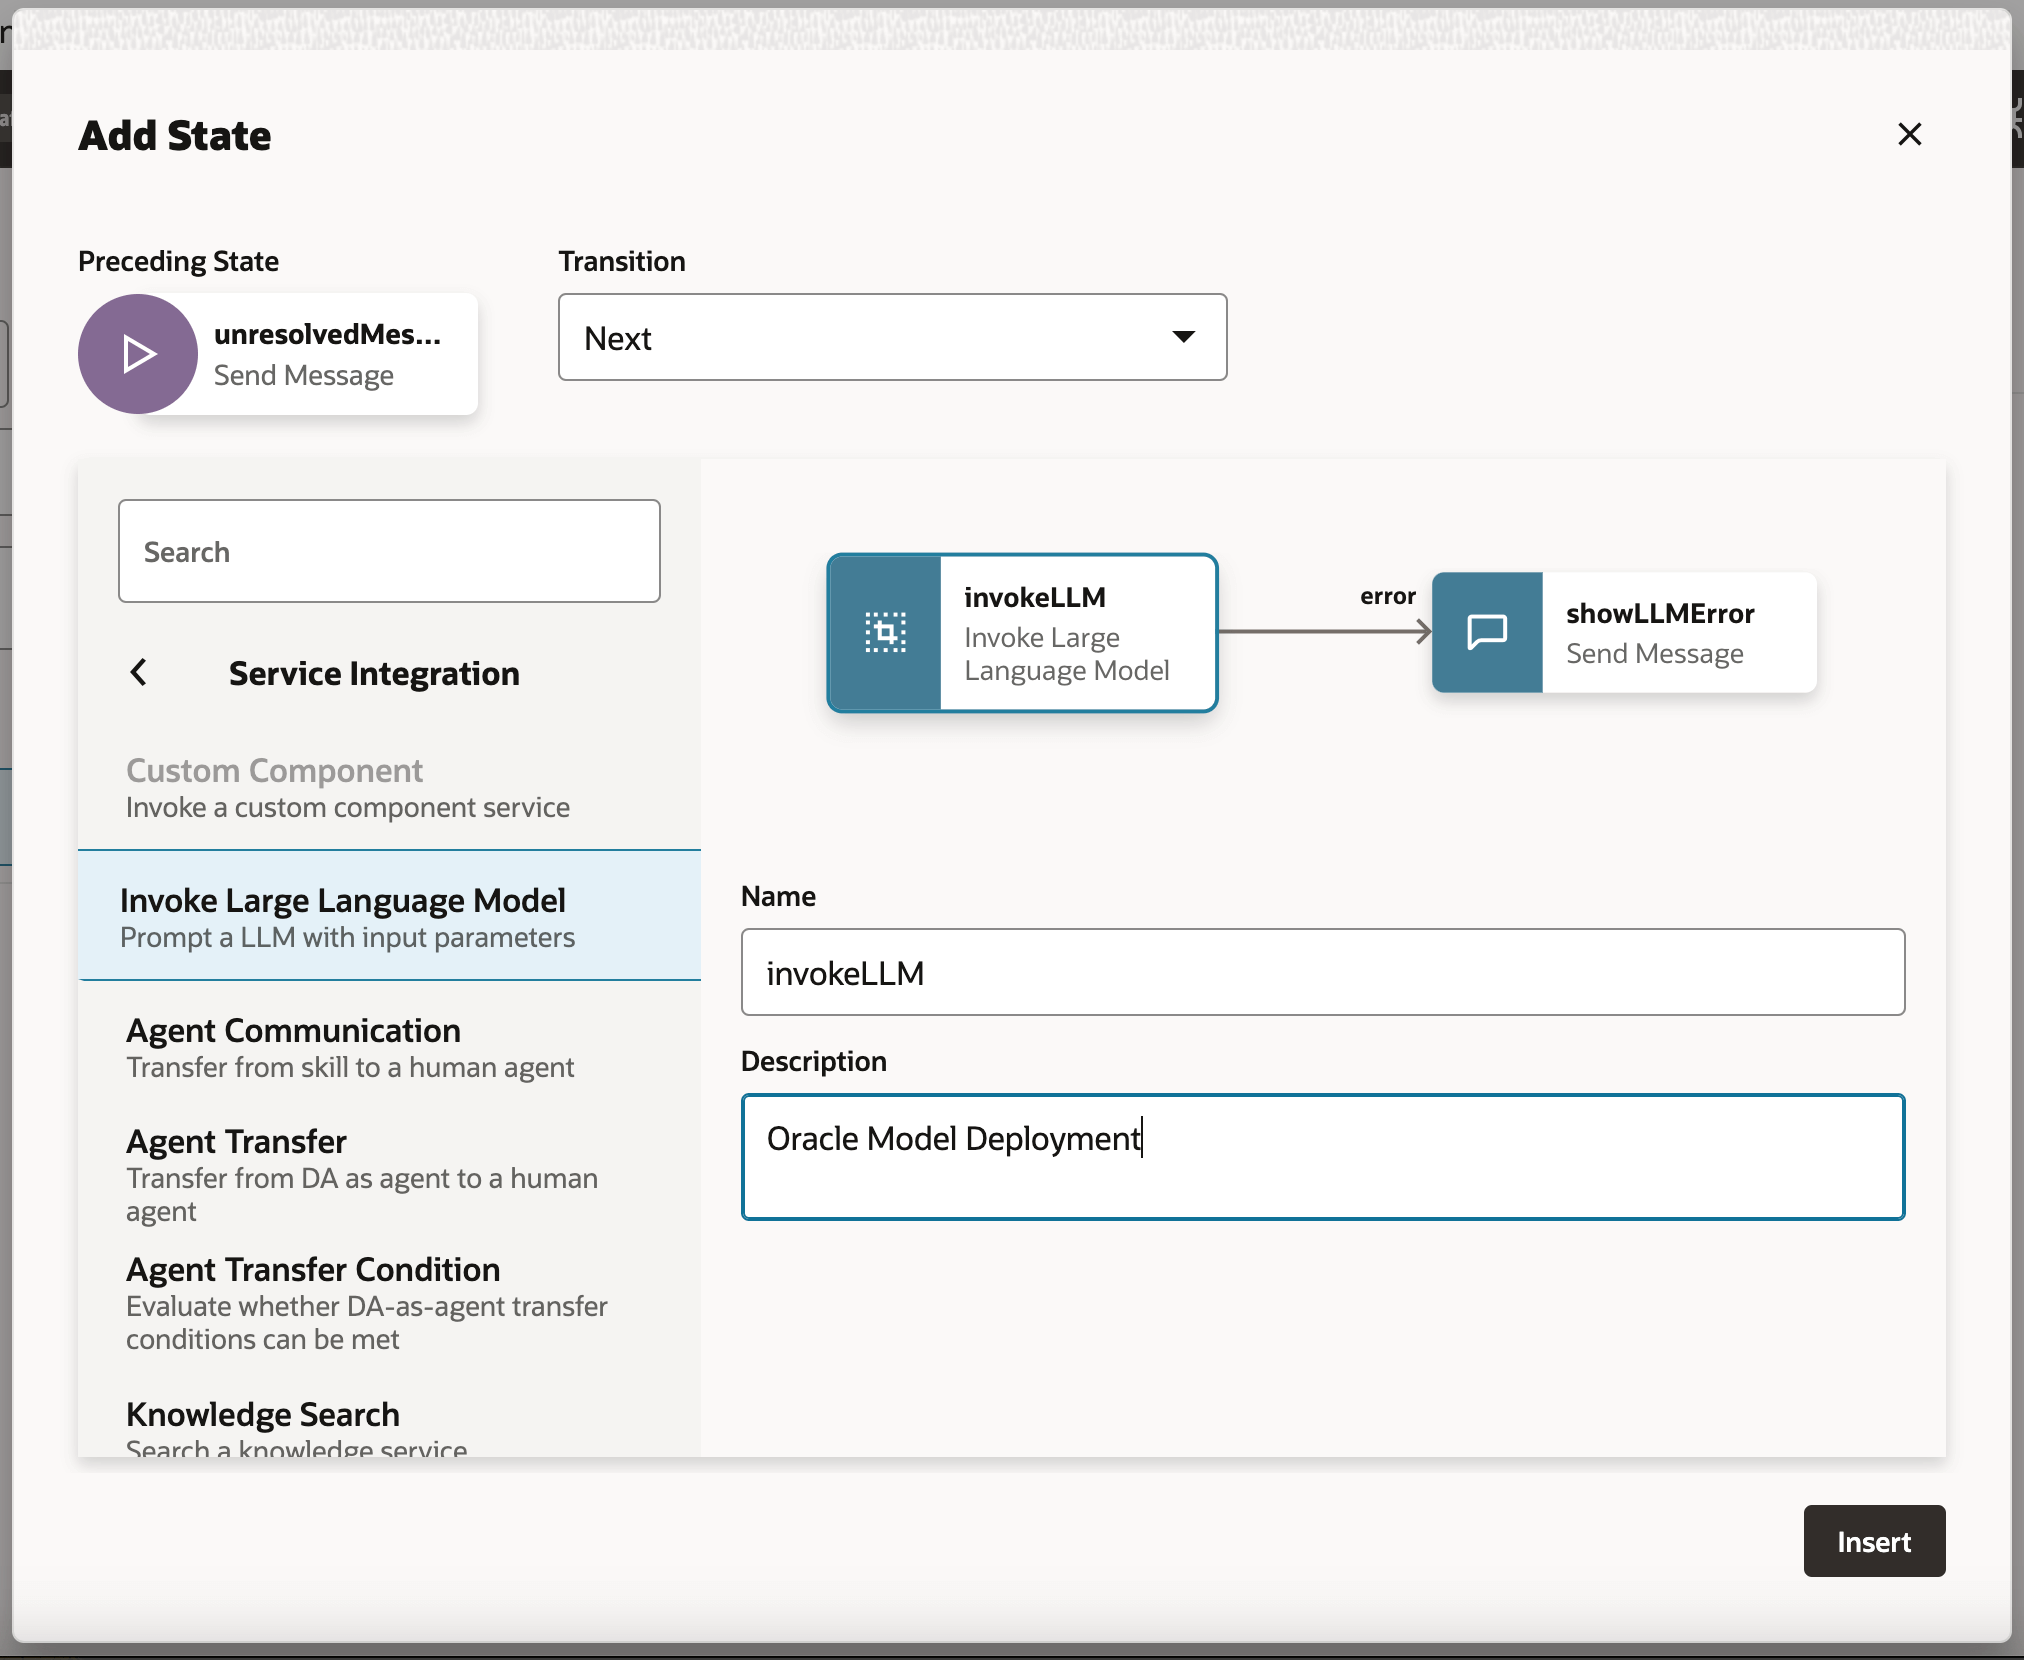 Add State
Preceding State
Transition
unresolvedMes...
Send Message
Next
Search
Service Integration
Custom Component
Invoke a custom component service
Invoke Large Language Model
Prompt a LLM with input parameters
Agent Communication
Transfer from skill to a human agent
Agent Transfer
Transfer from DA as agent to a human
agent
Agent Transfer Condition
Evaluate whether DA-as-agent transfer
conditions can be met
Knowledge Search
Search a knowledge service
invokeLLM
Invoke Large
Language Model
error
showLLMError
Send Message
Name
invokeLLM
Description
Oracle Model Deployment
Insert